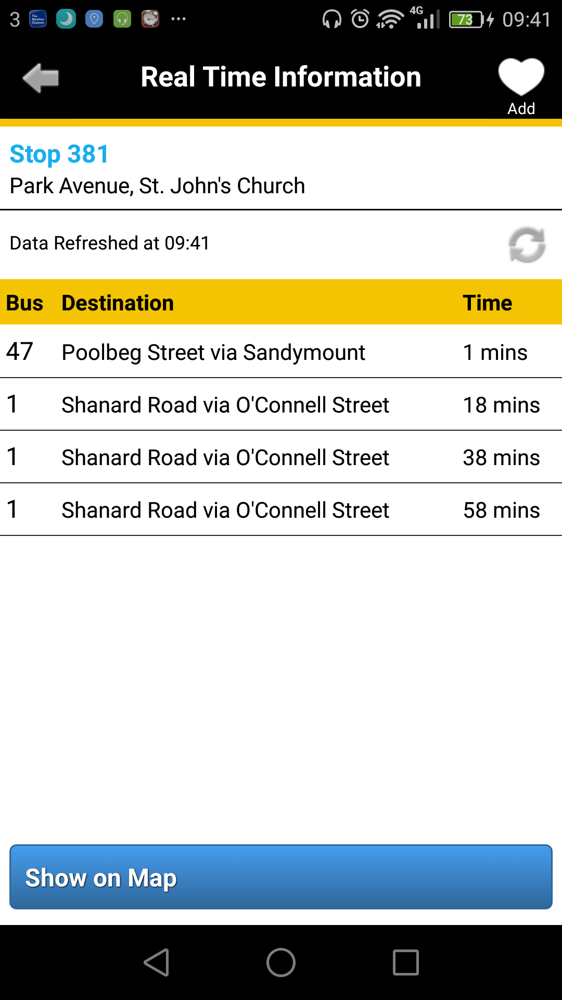 3 The Weather Channel ... 4G 73 09:41
Real Time Information
Add
Stop 381
Park Avenue, St. John's Church
Data Refreshed at 09:41
Bus Destination Time
47 Poolbeg Street via Sandymount 1 mins
1 Shanard Road via O'Connell Street 18 mins
1 Shanard Road via O'Connell Street 38 mins
1 Shanard Road via O'Connell Street 58 mins
Show on Map